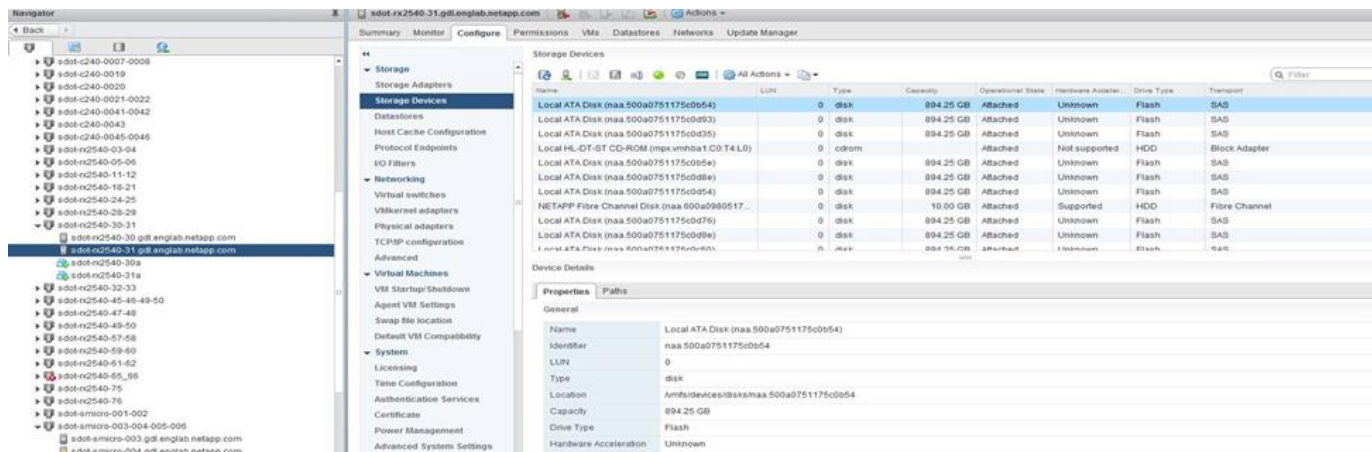 Navigator
Back
sdot-c240-0007-0008
sdot-c240-0019
sdot-c240-0020
sdot-c240-0021-0022
sdot-c240-0041-0042
sdot-c240-0043
sdot-c240-0045-0046
sdot-rx2540-03-04
sdot-rx2540-05-06
sdot-rx2540-11-12
sdot-rx2540-18-21
sdot-rx2540-24-25
sdot-rx2540-28-29
sdot-rx2540-30-31
sdot-rx2540-30.gdl.englab.netapp.com
sdot-rx2540-31.gdl.englab.netapp.com
sdot-rx2540-30a
sdot-rx2540-31a
sdot-rx2540-32-33
sdot-rx2540-45-46-49-50
sdot-rx2540-47-48
sdot-rx2540-49-50
sdot-rx2540-57-58
sdot-rx2540-59-60
sdot-rx2540-61-62
sdot-rx2540-65_66
sdot-rx2540-75
sdot-rx2540-76
sdot-smicro-001-002
sdot-smicro-003-004-005-006
sdot-smicro-003.gdl.englab.netapp.com
sdot-smicro-004.gdl.englab.netapp.com
sdot-rx2540-31.gdl.englab.netapp.com Actions
Summary Monitor Configure Permissions VMs Datastores Networks Update Manager
Storage
Storage Adapters
Storage Devices
Datastores
Host Cache Configuration
Protocol Endpoints
I/O Filters
Networking
Virtual switches
VMkernel adapters
Physical adapters
TCP/IP configuration
Advanced
Virtual Machines
VM Startup/Shutdown
Agent VM Settings
Swap file location
Default VM Compatibility
System
Licensing
Time Configuration
Authentication Services
Certificate
Power Management
Advanced System Settings
Storage Devices
All Actions
Filter
Name LUN Type Capacity Operational State Hardware Acceler... Drive Type Transport
Local ATA Disk (naa.500a0751175c0b54) 0 disk 894.25 GB Attached Unknown Flash SAS
Local ATA Disk (naa.500a0751175c0d93) 0 disk 894.25 GB Attached Unknown Flash SAS
Local ATA Disk (naa.500a0751175c0d35) 0 disk 894.25 GB Attached Unknown Flash SAS
Local HL-DT-ST CD-ROM (mpx.vmhba1:C0:T4:L0) 0 cdrom Attached Not supported HDD Block Adapter
Local ATA Disk (naa.500a0751175c0b5e) 0 disk 894.25 GB Attached Unknown Flash SAS
Local ATA Disk (naa.500a0751175c0d8e) 0 disk 894.25 GB Attached Unknown Flash SAS
Local ATA Disk (naa.500a0751175c0d54) 0 disk 894.25 GB Attached Unknown Flash SAS
NETAPP Fibre Channel Disk (naa.600a0980517... 0 disk 10.00 GB Attached Supported HDD Fibre Channel
Local ATA Disk (naa.500a0751175c0d76) 0 disk 894.25 GB Attached Unknown Flash SAS
Local ATA Disk (naa.500a0751175c0d9e) 0 disk 894.25 GB Attached Unknown Flash SAS
Local ATA Disk 0 disk 894.25 GB Attached Unknown Flash SAS
Device Details
Properties Paths
General
Name Local ATA Disk (naa.500a0751175c0b54)
Identifier naa.500a0751175c0b54
LUN 0
Type disk
Location /vmfs/devices/disks/naa.500a0751175c0b54
Capacity 894.25 GB
Drive Type Flash
Hardware Acceleration Unknown